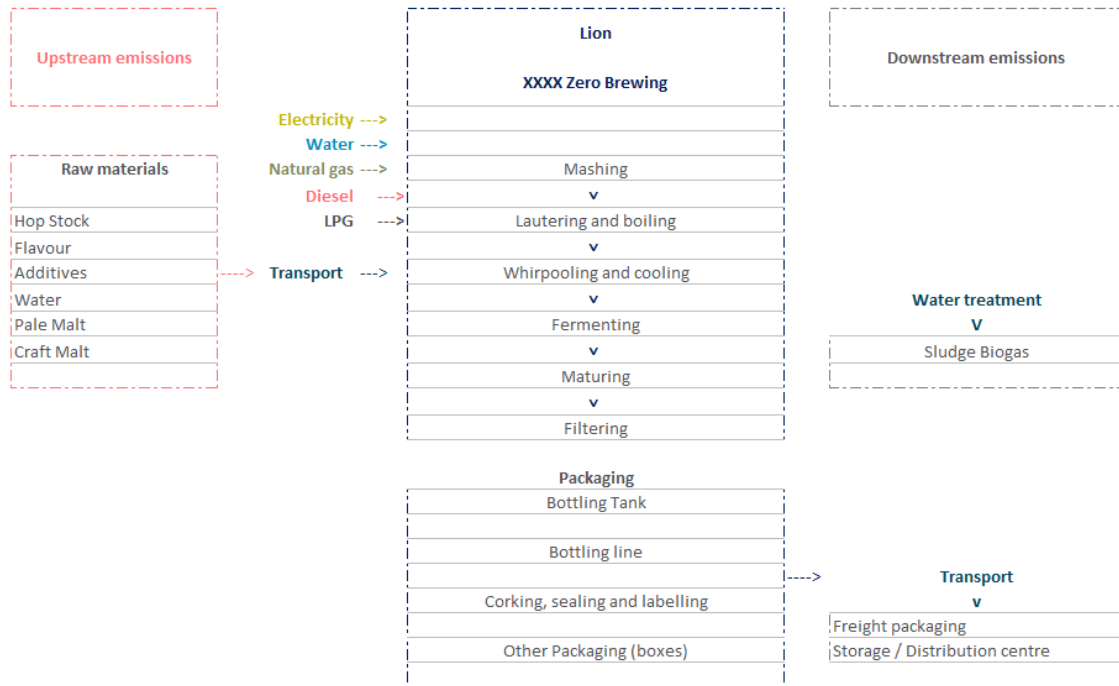 Upstream emissions
Lion
XXXX Zero Brewing
Downstream emissions
Electricity --->
Water --->
Natural gas --->
Diesel --->
LPG --->
Raw materials
Hop Stock
Flavour
Additives
Water
Pale Malt
Craft Malt
----> Transport --->
Mashing
v
Lautering and boiling
v
Whirpooling and cooling
v
Fermenting
v
Maturing
v
Filtering
Water treatment
V
Sludge Biogas
Packaging
Bottling Tank
Bottling line
Corking, sealing and labelling
Other Packaging (boxes)
---->
Transport
v
Freight packaging
Storage / Distribution centre